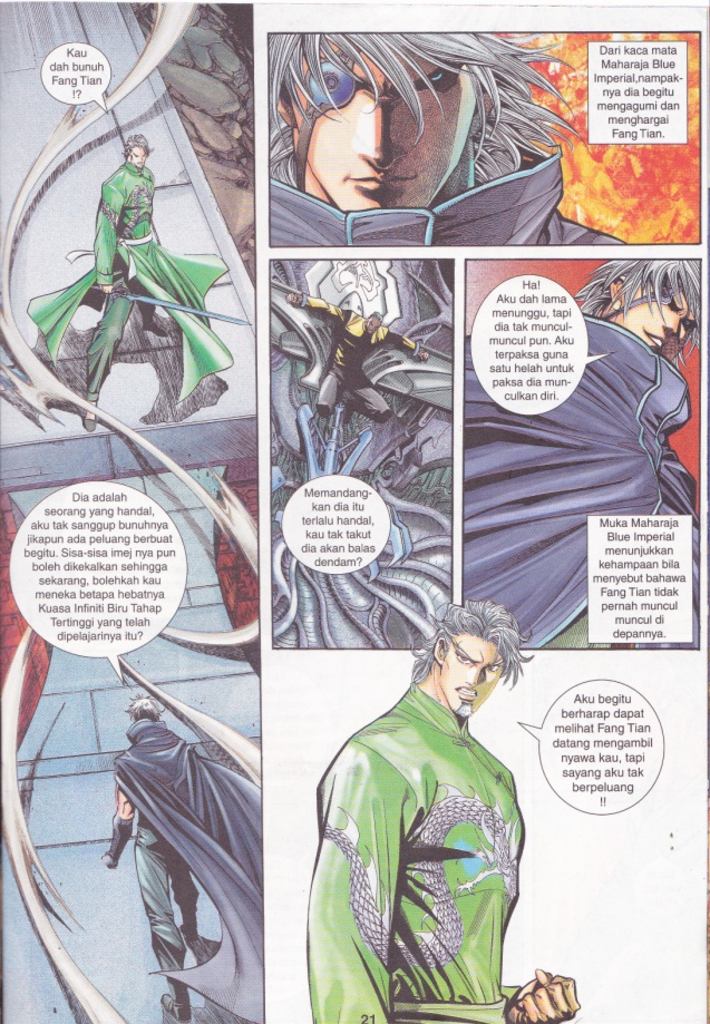 Kau
dah bunuh
Fang Tian
!?
Dia adalah
seorang yang handal,
aku tak sanggup bunuhnya
jikapun ada peluang berbuat
begitu. Sisa-sisa imej nya pun
boleh dikekalkan sehingga
sekarang, bolehkah kau
meneka betapa hebatnya
Kuasa Infiniti Biru Tahap
Tertinggi yang telah
dipelajarinya itu?
Dari kaca mata
Maharaja Blue
Imperial,nampak-
nya dia begitu
mengagumi dan
menghargai
Fang Tian.
Memandang-
kan dia itu
terlalu handal,
kau tak takut
dia akan balas
dendam?
Ha!
Aku dah lama
menunggu, tapi
dia tak muncul-
muncul pun. Aku
terpaksa guna
satu helah untuk
paksa dia mun-
culkan diri.
Muka Maharaja
Blue Imperial
menunjukkan
kehampaan bila
menyebut bahawa
Fang Tian tidak
pernah muncul
muncul di
depannya.
Aku begitu
berharap dapat
melihat Fang Tian
datang mengambil
nyawa kau, tapi
sayang aku tak
berpeluang
!!
21